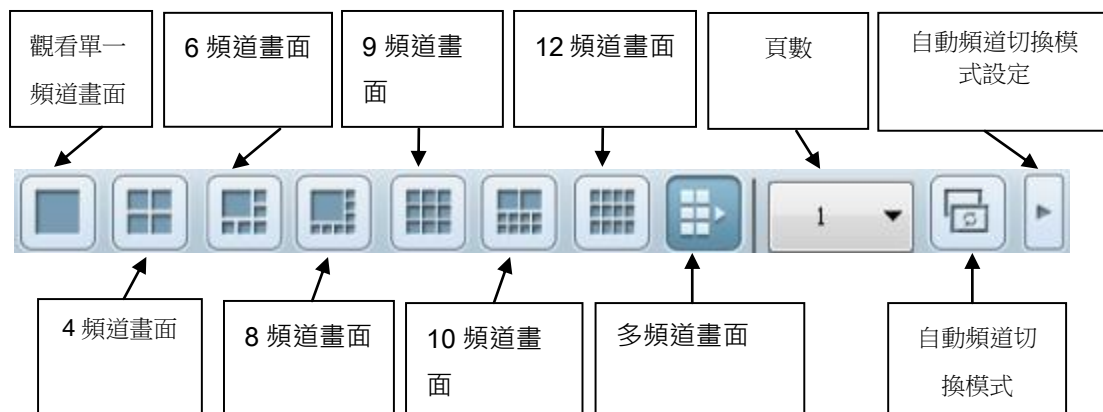 觀看單一
頻道畫面
6 頻道畫面
9 頻道畫
面
12 頻道畫面
頁數
自動頻道切換模
式設定
1
4 頻道畫面
8 頻道畫面
10 頻道畫
面
多頻道畫面
自動頻道切
換模式